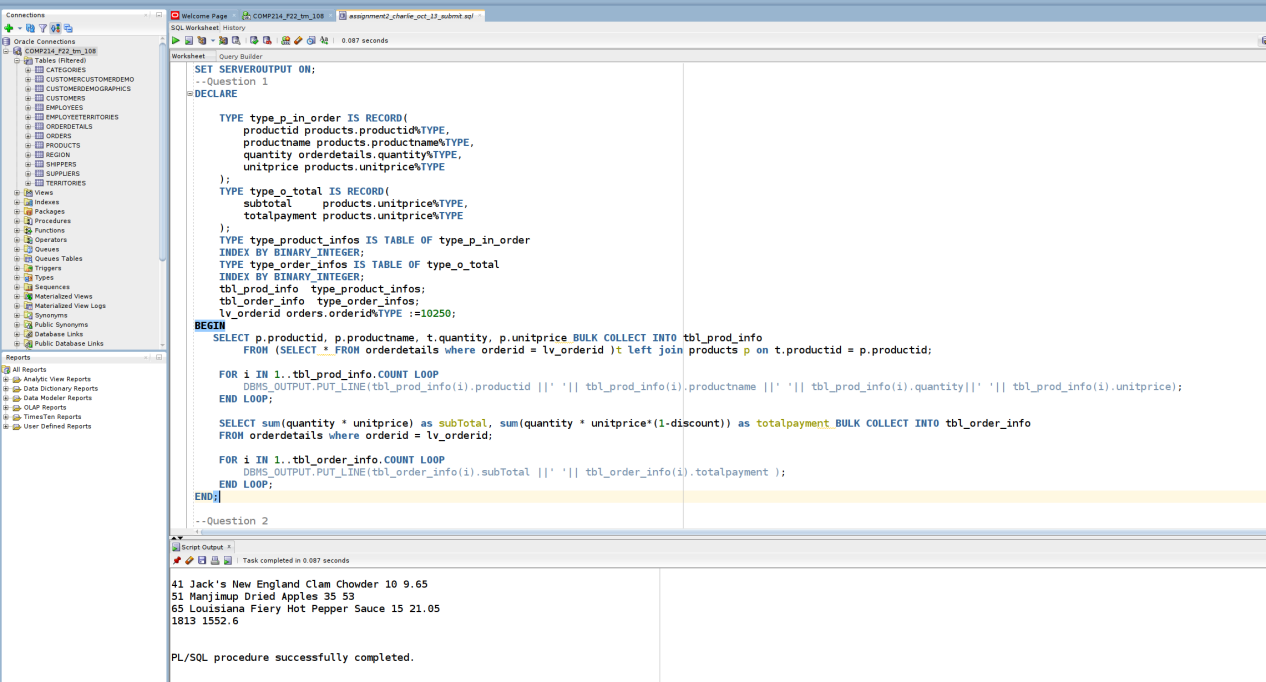 Connections
Oracle Connections
COMP214_F22_tm_108
Tables (Filtered)
CATEGORIES
CUSTOMERCUSTOMERDEMO
CUSTOMERDEMOGRAPHICS
CUSTOMERS
EMPLOYEES
EMPLOYEETERRITORIES
ORDERDETAILS
ORDERS
PRODUCTS
REGION
SHIPPERS
SUPPLIERS
TERRITORIES
Views
Indexes
Packages
Procedures
Functions
Operators
Queues
Queues Tables
Triggers
Types
Sequences
Materialized Views
Materialized View Logs
Synonyms
Public Synonyms
Database Links
Public Database Links
Reports
All Reports
Analytic View Reports
Data Dictionary Reports
Data Modeler Reports
OLAP Reports
TimesTen Reports
User Defined Reports
Welcome Page COMP214_F22_tm_108 assignment2_charlie_oct_13_submit.sql
SQL Worksheet History
0.087 seconds
Worksheet Query Builder
SET SERVEROUTPUT ON;
--Question 1
DECLARE
TYPE type_p_in_order IS RECORD(
productid products.productid%TYPE,
productname products.productname%TYPE,
quantity orderdetails.quantity%TYPE,
unitprice products.unitprice%TYPE
);
TYPE type_o_total IS RECORD(
subtotal products.unitprice%TYPE,
totalpayment products.unitprice%TYPE
);
TYPE type_product_infos IS TABLE OF type_p_in_order
INDEX BY BINARY_INTEGER;
TYPE type_order_infos IS TABLE OF type_o_total
INDEX BY BINARY_INTEGER;
tbl_prod_info type_product_infos;
tbl_order_info type_order_infos;
lv_orderid orders.orderid%TYPE :=10250;
BEGIN
SELECT p.productid, p.productname, t.quantity, p.unitprice BULK COLLECT INTO tbl_prod_info
FROM (SELECT * FROM orderdetails where orderid = lv_orderid )t left join products p on t.productid = p.productid;
FOR i IN 1..tbl_prod_info.COUNT LOOP
DBMS_OUTPUT.PUT_LINE(tbl_prod_info(i).productid ||' '|| tbl_prod_info(i).productname ||' '|| tbl_prod_info(i).quantity||' '|| tbl_prod_info(i).unitprice);
END LOOP;
SELECT sum(quantity * unitprice) as subTotal, sum(quantity * unitprice*(1-discount)) as totalpayment BULK COLLECT INTO tbl_order_info
FROM orderdetails where orderid = lv_orderid;
FOR i IN 1..tbl_order_info.COUNT LOOP
DBMS_OUTPUT.PUT_LINE(tbl_order_info(i).subTotal ||' '|| tbl_order_info(i).totalpayment );
END LOOP;
END;
--Question 2
Script Output
Task completed in 0.087 seconds
41 Jack's New England Clam Chowder 10 9.65
51 Manjimup Dried Apples 35 53
65 Louisiana Fiery Hot Pepper Sauce 15 21.05
1813 1552.6
PL/SQL procedure successfully completed.